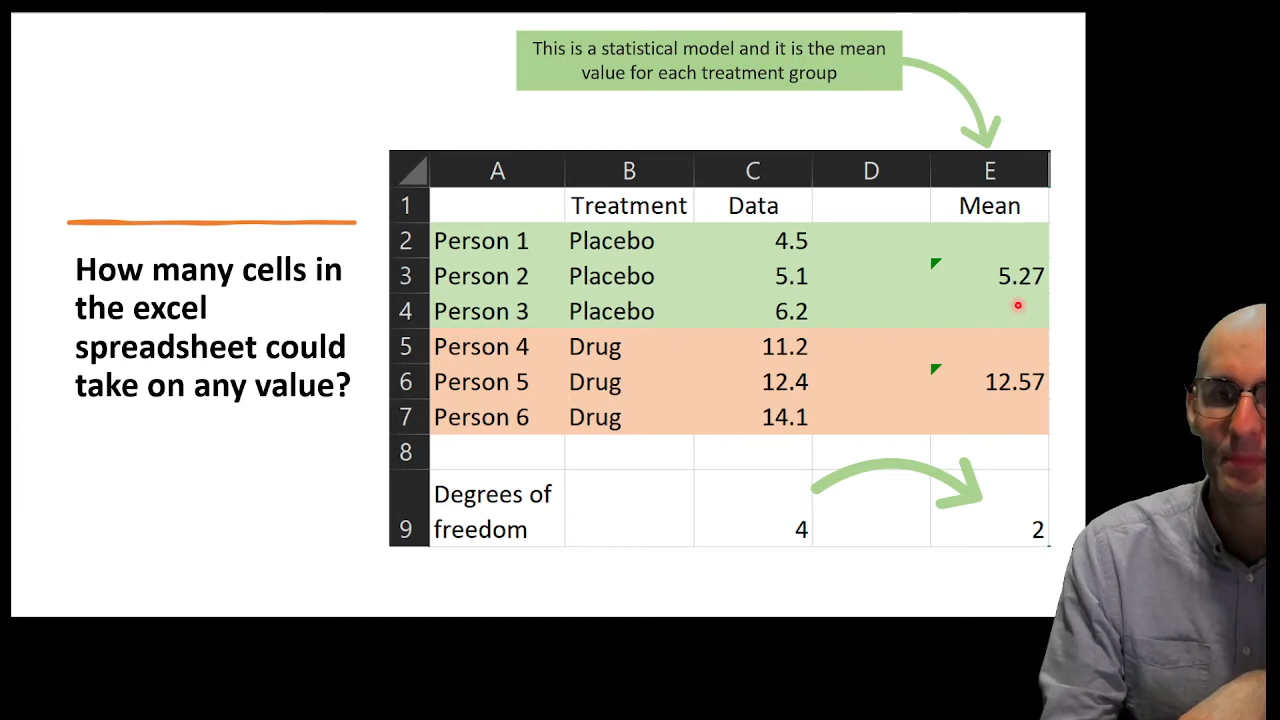 This is a statistical model and it is the mean
value for each treatment group
How many cells in
the excel
spreadsheet could
take on any value?
A B C D E
1 Treatment Data Mean
2 Person 1 Placebo 4.5
3 Person 2 Placebo 5.1 5.27
4 Person 3 Placebo 6.2
5 Person 4 Drug 11.2
6 Person 5 Drug 12.4 12.57
7 Person 6 Drug 14.1
8
Degrees of
9 freedom 4 2